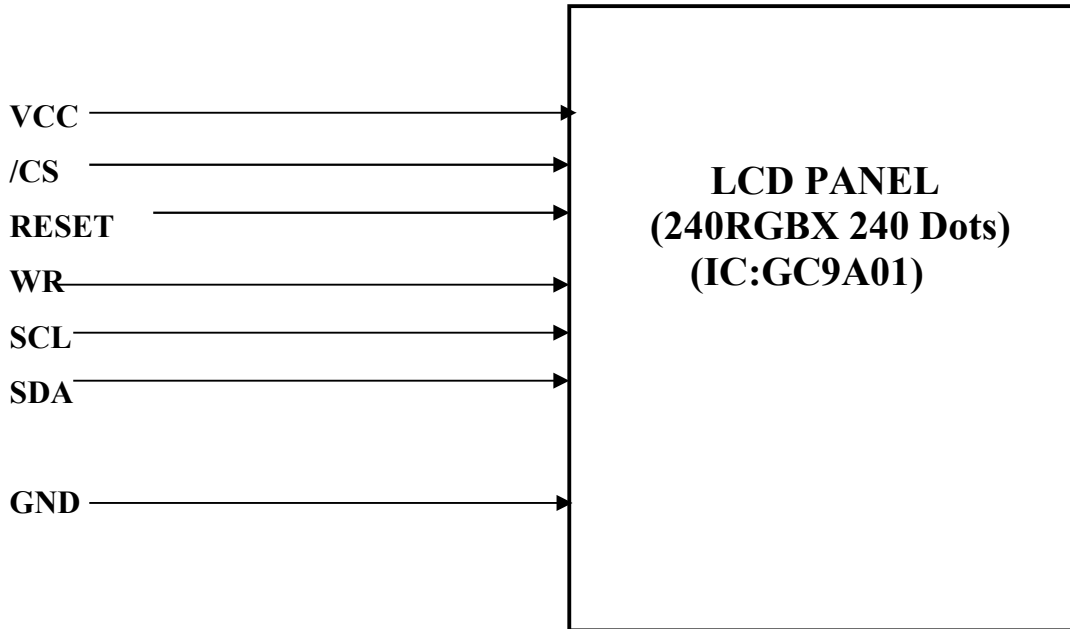 VCC
/CS
RESET
WR
SCL
SDA
GND
LCD PANEL
(240RGBX 240 Dots)
(IC:GC9A01)